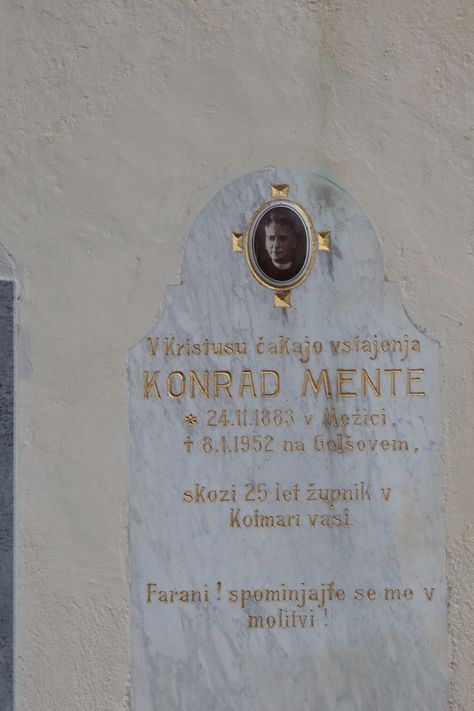 V Kristusu čakajo vstajenja
KONRAD MENTE
* 24.11.1883 v Mežici,
† 8.1.1952 na Golšovem,
skozi 25 let župnik v
Kotmari vasi.
Farani! spominjajte se me v
molitvi!